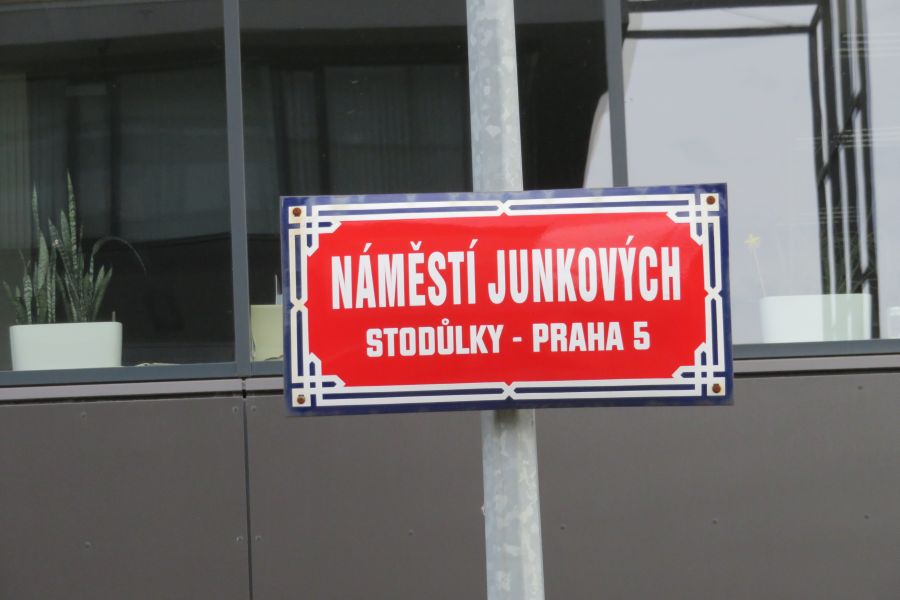 NÁMĚSTÍ JUNKOVÝCH
STODŮLKY - PRAHA 5